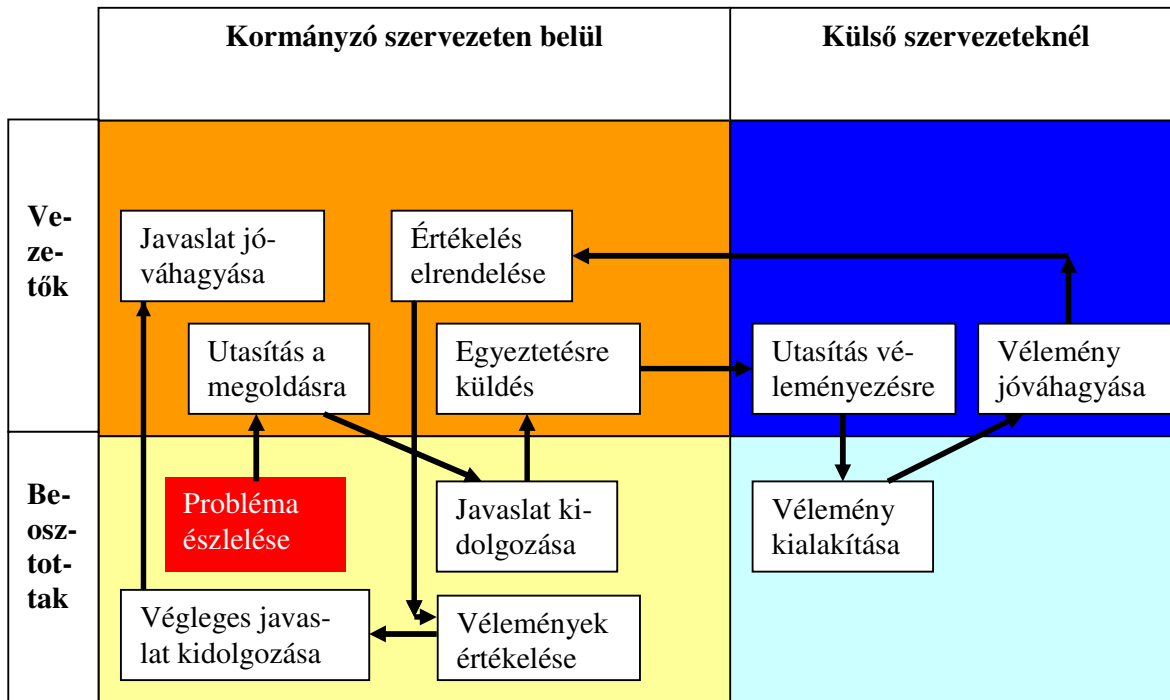 Kormányzó szervezeten belül
Külső szervezeteknél
Ve-
ze-
tők
Javaslat jó-
váhagyása
Értékelés
elrendelése
Utasítás a
megoldásra
Egyeztetésre
küldés
Utasítás vé-
leményezésre
Vélemény
jóváhagyása
Be-
osz-
tot-
tak
Probléma
észlelése
Javaslat ki-
dolgozása
Vélemény
kialakítása
Végleges javas-
lat kidolgozása
Vélemények
értékelése